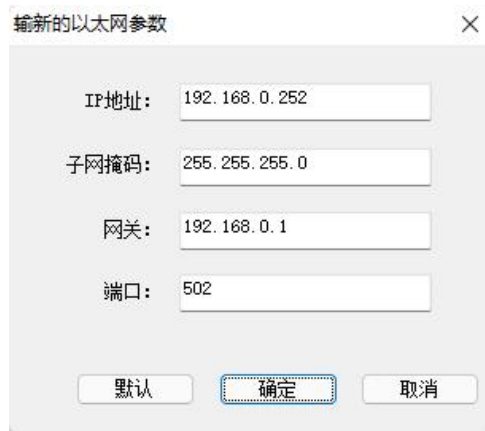 输新的以太网参数
IP地址: 192.168.0.252
子网掩码: 255.255.255.0
网关: 192.168.0.1
端口: 502
默认 确定 取消